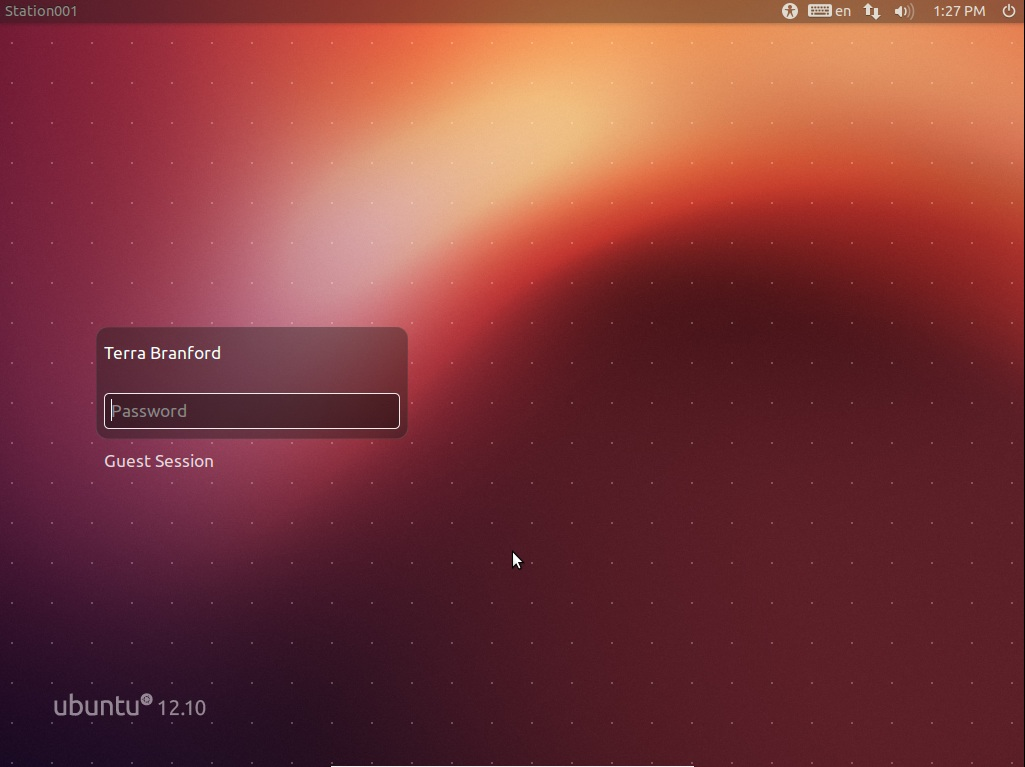 Station001 en 1:27 PM
Terra Branford
Password
Guest Session
ubuntu 12.10